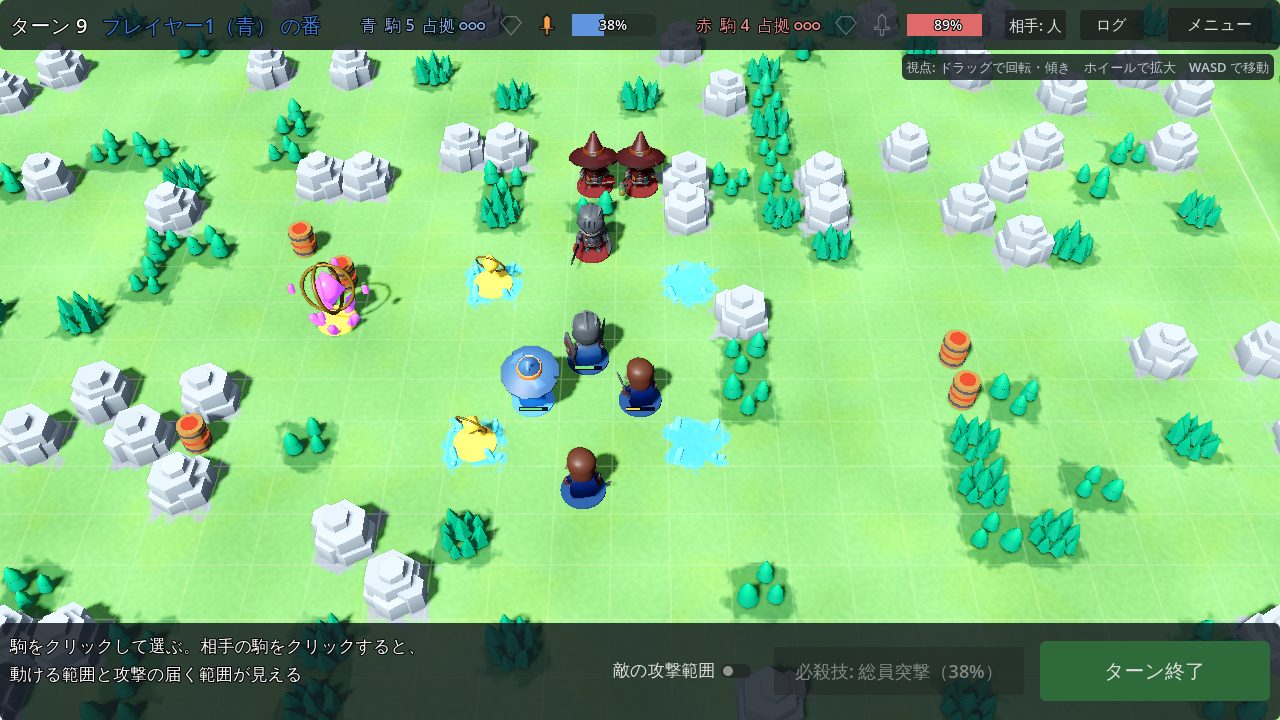 ターン 9 プレイヤー1（青） の番 青 駒 5 占拠 38% 赤 駒 4 占拠 89% 相手: 人 ログ メニュー
視点: ドラッグで回転・傾き ホイールで拡大 WASD で移動
駒をクリックして選ぶ。相手の駒をクリックすると、
動ける範囲と攻撃の届く範囲が見える
敵の攻撃範囲 必殺技: 総員突撃（38%） ターン終了